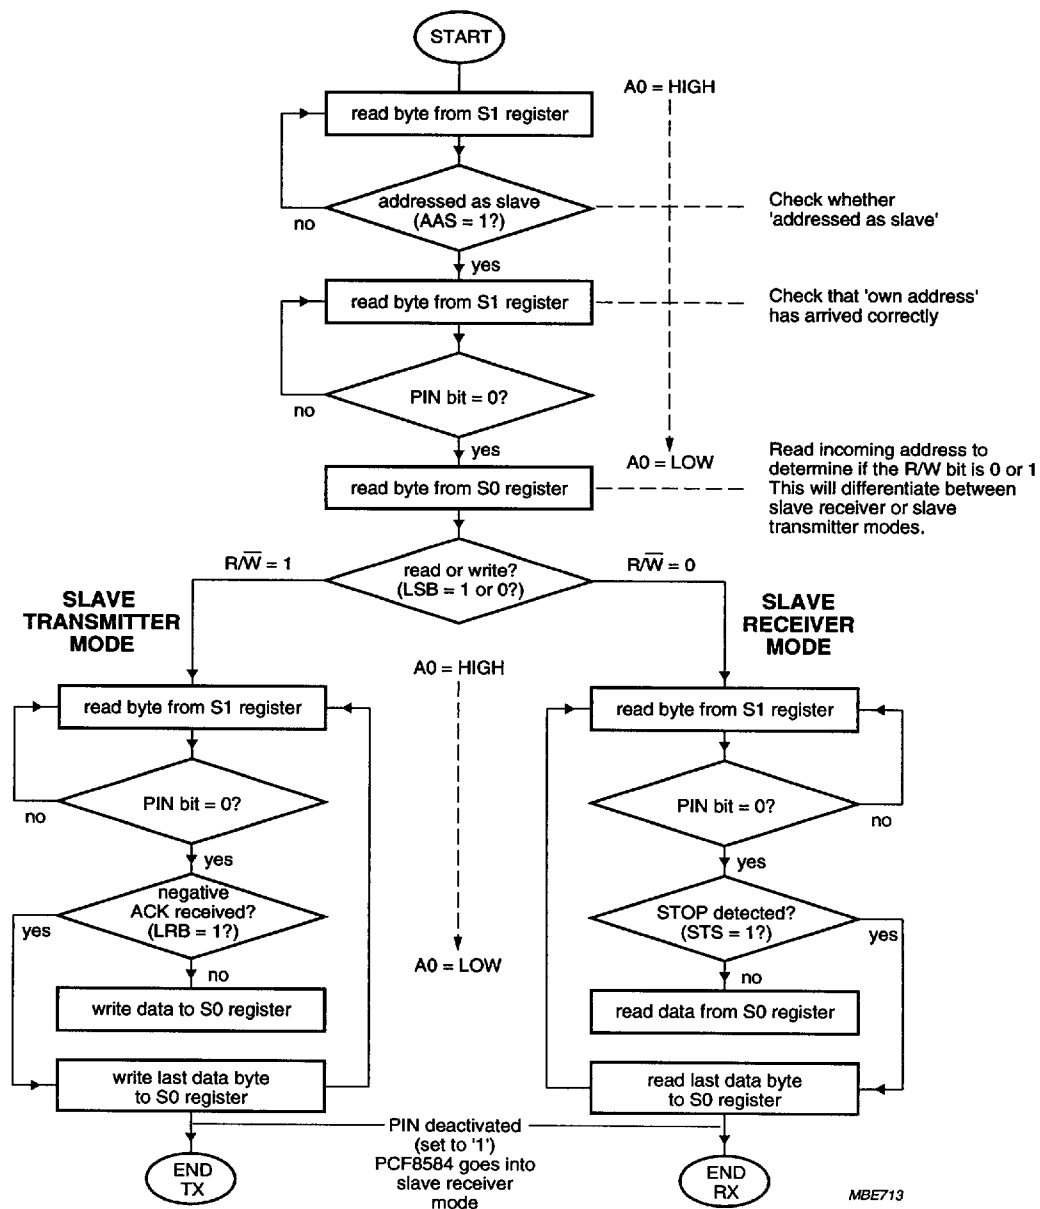 START
A0 = HIGH
read byte from S1 register
addressed as slave
(AAS = 1?)
no
yes
Check whether
'addressed as slave'
read byte from S1 register
Check that 'own address'
has arrived correctly
PIN bit = 0?
no
yes
A0 = LOW
read byte from S0 register
Read incoming address to
determine if the R/W bit is 0 or 1
This will differentiate between
slave receiver or slave
transmitter modes.
read or write?
(LSB = 1 or 0?)
R/W̅ = 1
R/W̅ = 0
SLAVE
TRANSMITTER
MODE
read byte from S1 register
PIN bit = 0?
no
yes
negative
ACK received?
(LRB = 1?)
yes
no
write data to S0 register
write last data byte
to S0 register
END
TX
A0 = HIGH
A0 = LOW
SLAVE
RECEIVER
MODE
read byte from S1 register
PIN bit = 0?
no
yes
STOP detected?
(STS = 1?)
yes
no
read data from S0 register
read last data byte
to S0 register
END
RX
PIN deactivated
(set to '1')
PCF8584 goes into
slave receiver
mode
MBE713